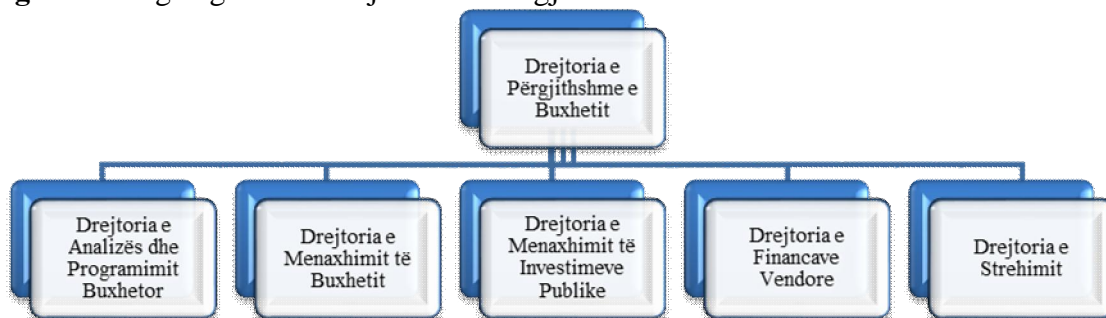 Drejtoria e
Përgjithshme e
Buxhetit
Drejtoria e
Analizës dhe
Programimit
Buxhetor
Drejtoria e
Menaxhimit të
Buxhetit
Drejtoria e
Menaxhimit të
Investimeve
Publike
Drejtoria e
Financave
Vendore
Drejtoria e
Strehimit